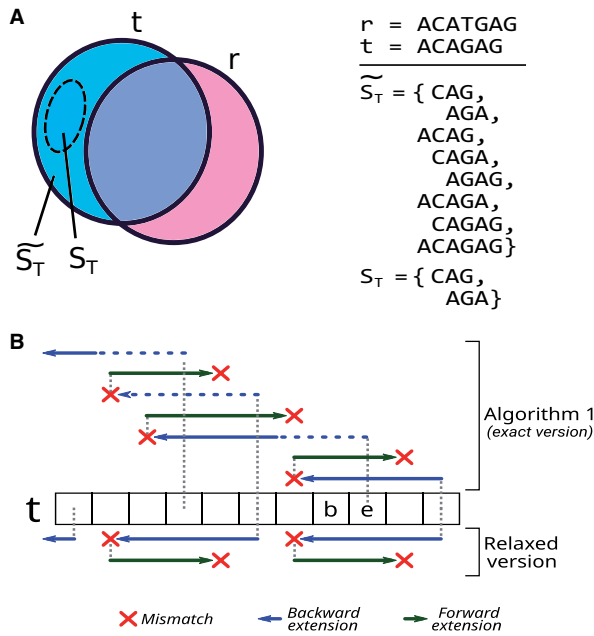 A
t
r
S̃T
ST
r = ACATGAG
t = ACAGAG
S̃T = { CAG,
AGA,
ACAG,
CAGA,
AGAG,
ACAGA,
CAGAG,
ACAGAG}
ST = { CAG,
AGA}
B
Algorithm 1
(exact version)
t
b e
Relaxed
version
Mismatch
Backward
extension
Forward
extension